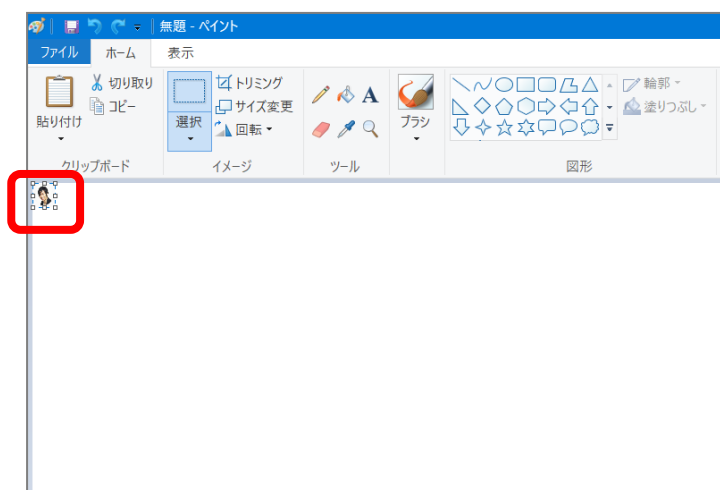 無題 - ペイント
ファイル ホーム 表示
貼り付け
切り取り
コピー
クリップボード
選択
トリミング
サイズ変更
回転
イメージ
A
ツール
ブラシ
図形
輪郭
塗りつぶし